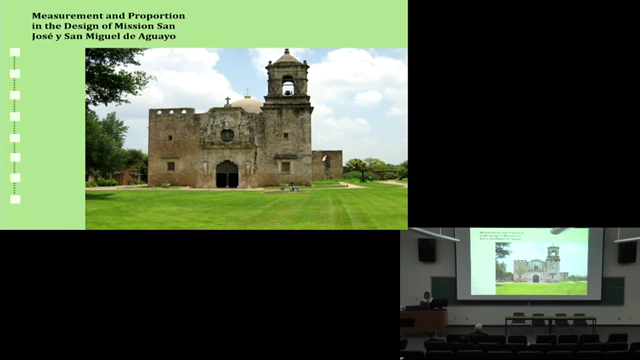 Measurement and Proportion
in the Design of Mission San
José y San Miguel de Aguayo